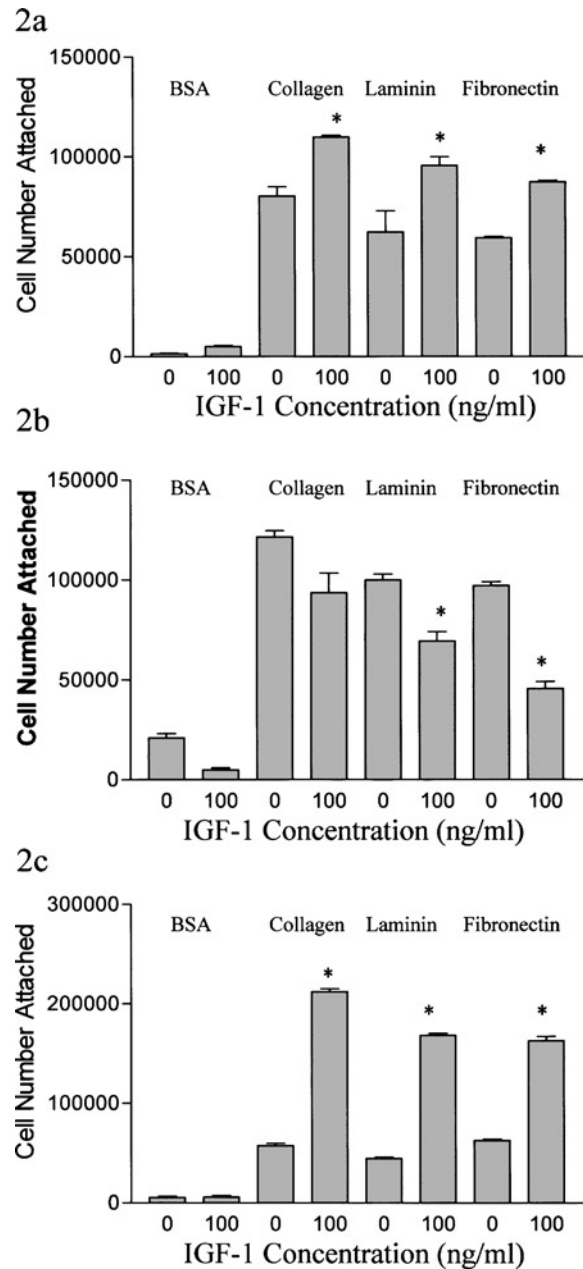 2a
150000
BSA Collagen Laminin Fibronectin
* * *
100000
50000
0
Cell Number Attached
0 100 0 100 0 100 0 100
IGF-1 Concentration (ng/ml)
2b
150000
BSA Collagen Laminin Fibronectin
100000
* *
50000
0
Cell Number Attached
0 100 0 100 0 100 0 100
IGF-1 Concentration (ng/ml)
2c
300000
BSA Collagen Laminin Fibronectin
* * *
200000
100000
0
Cell Number Attached
0 100 0 100 0 100 0 100
IGF-1 Concentration (ng/ml)